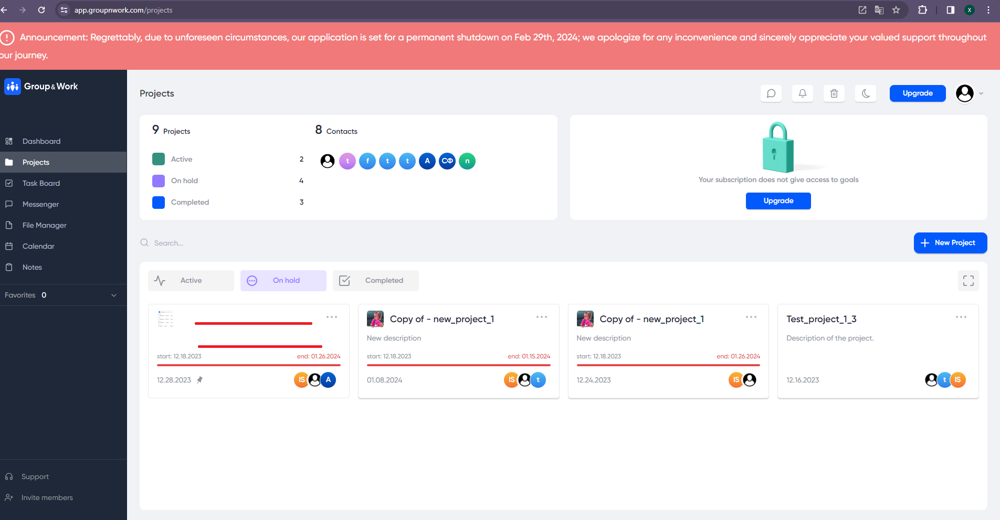 app.groupnwork.com/projects
X
Announcement: Regrettably, due to unforeseen circumstances, our application is set for a permanent shutdown on Feb 29th, 2024; we apologize for any inconvenience and sincerely appreciate your valued support throughout
our journey.
Group&Work
Dashboard
Projects
Task Board
Messenger
File Manager
Calendar
Notes
Favorites 0
Support
Invite members
Projects
Upgrade
9 Projects
8 Contacts
Active 2
On hold 4
Completed 3
t f t t A СФ n
Your subscription does not give access to goals
Upgrade
Search...
New Project
Active
On hold
Completed
start: 12.18.2023 end: 01.26.2024
12.28.2023 IS A
Copy of - new_project_1
New description
start: 12.18.2023 end: 01.15.2024
01.08.2024 IS t
Copy of - new_project_1
New description
start: 12.18.2023 end: 01.26.2024
12.24.2023 IS
Test_project_1_3
Description of the project.
12.16.2023 t IS